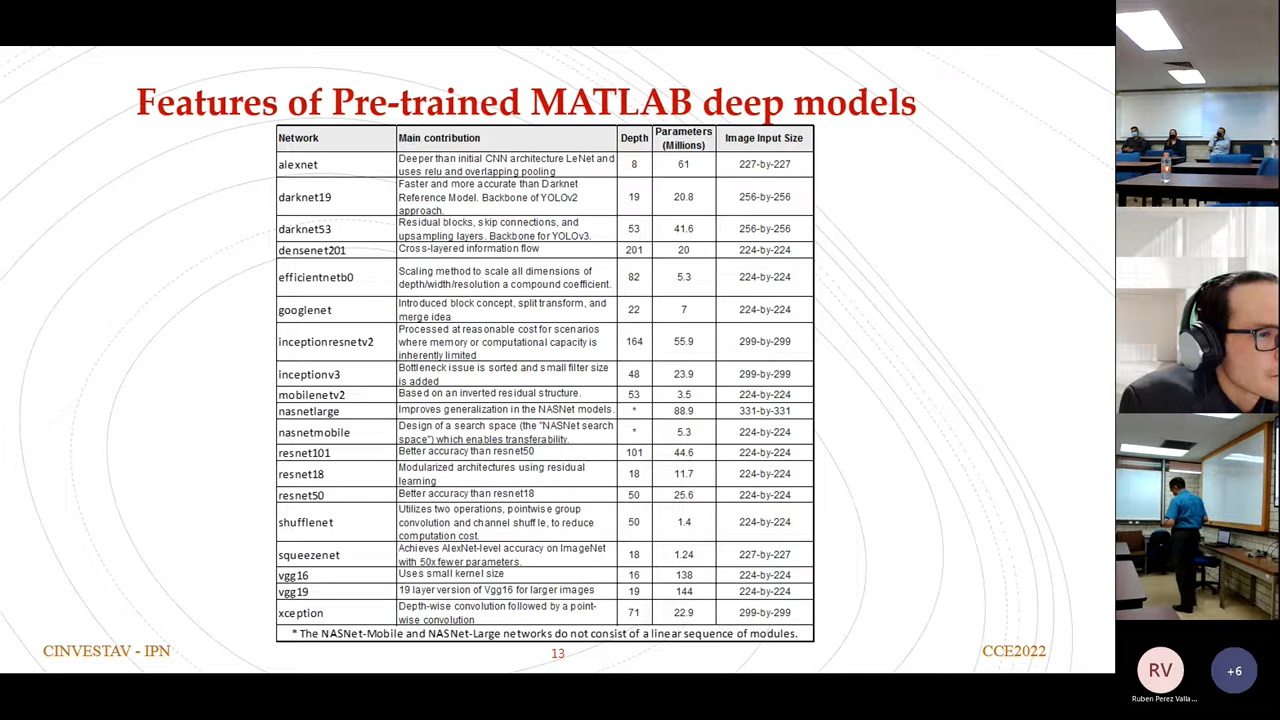 Features of Pre-trained MATLAB deep models
Network Main contribution Depth Parameters (Millions) Image Input Size
alexnet Deeper than initial CNN architecture LeNet and uses relu and overlapping pooling 8 61 227-by-227
darknet19 Faster and more accurate than Darknet Reference Model. Backbone of YOLOv2 approach. 19 20.8 256-by-256
darknet53 Residual blocks, skip connections, and upsampling layers. Backbone for YOLOv3. 53 41.6 256-by-256
densenet201 Cross-layered information flow 201 20 224-by-224
efficientnetb0 Scaling method to scale all dimensions of depth/width/resolution a compound coefficient. 82 5.3 224-by-224
googlenet Introduced block concept, split transform, and merge idea 22 7 224-by-224
inceptionresnetv2 Processed at reasonable cost for scenarios where memory or computational capacity is inherently limited 164 55.9 299-by-299
inceptionv3 Bottleneck issue is sorted and small filter size is added 48 23.9 299-by-299
mobilenetv2 Based on an inverted residual structure. 53 3.5 224-by-224
nasnetlarge Improves generalization in the NASNet models. * 88.9 331-by-331
nasnetmobile Design of a search space (the "NASNet search space") which enables transferability. * 5.3 224-by-224
resnet101 Better accuracy than resnet50 101 44.6 224-by-224
resnet18 Modularized architectures using residual learning 18 11.7 224-by-224
resnet50 Better accuracy than resnet18 50 25.6 224-by-224
shufflenet Utilizes two operations, pointwise group convolution and channel shuffle, to reduce computation cost. 50 1.4 224-by-224
squeezenet Achieves AlexNet-level accuracy on ImageNet with 50x fewer parameters. 18 1.24 227-by-227
vgg16 Uses small kernel size 16 138 224-by-224
vgg19 19 layer version of Vgg16 for larger images 19 144 224-by-224
xception Depth-wise convolution followed by a point-wise convolution 71 22.9 299-by-299
* The NASNet-Mobile and NASNet-Large networks do not consist of a linear sequence of modules.
CINVESTAV - IPN
13
CCE2022
RV
+6
Ruben Perez Valla...